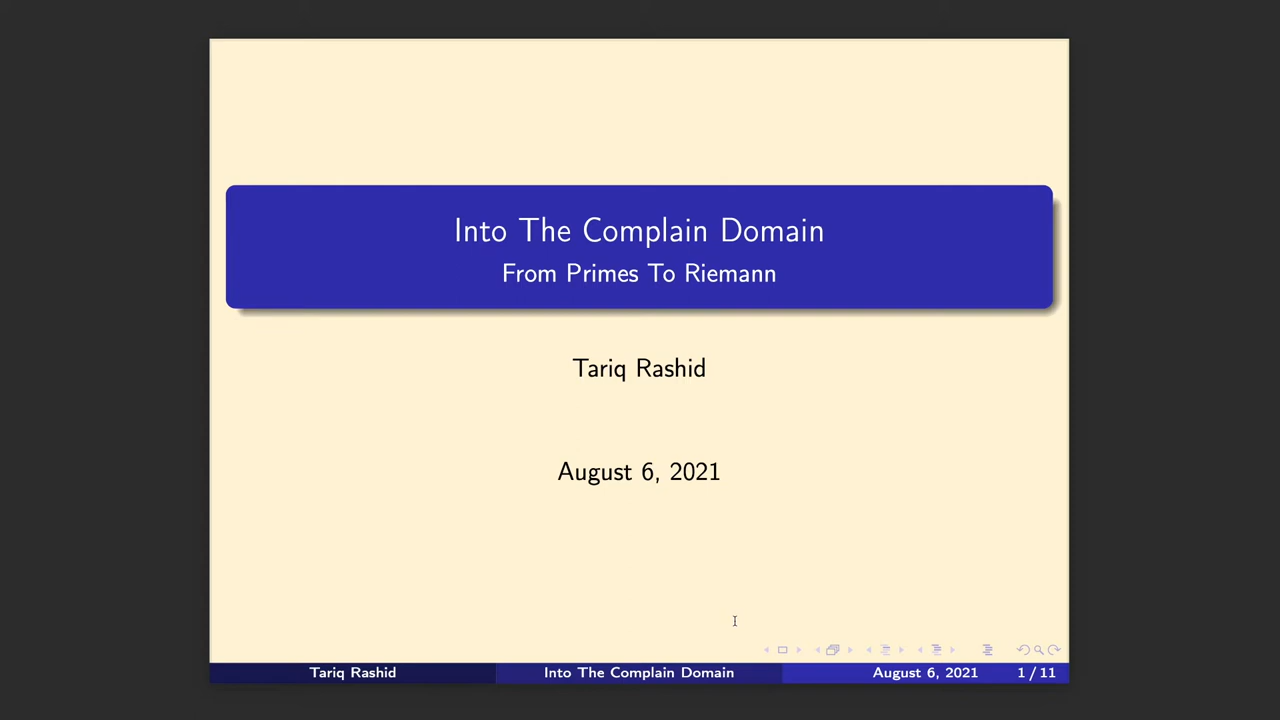 Into The Complain Domain
From Primes To Riemann
Tariq Rashid
August 6, 2021
Tariq Rashid Into The Complain Domain August 6, 2021 1 / 11